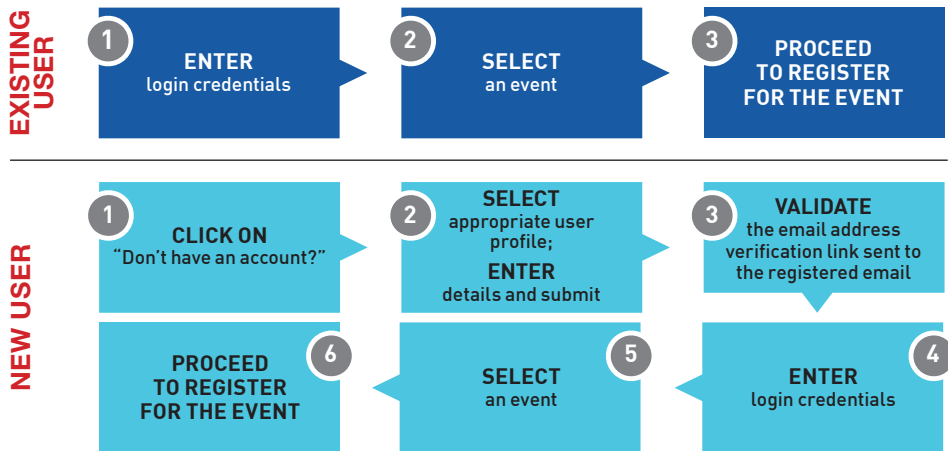 EXISTING
USER
1
ENTER
login credentials
2
SELECT
an event
3
PROCEED
TO REGISTER
FOR THE EVENT
NEW USER
1
CLICK ON
“Don’t have an account?”
2
SELECT
appropriate user
profile;
ENTER
details and submit
3
VALIDATE
the email address
verification link sent to
the registered email
4
ENTER
login credentials
5
SELECT
an event
6
PROCEED
TO REGISTER
FOR THE EVENT